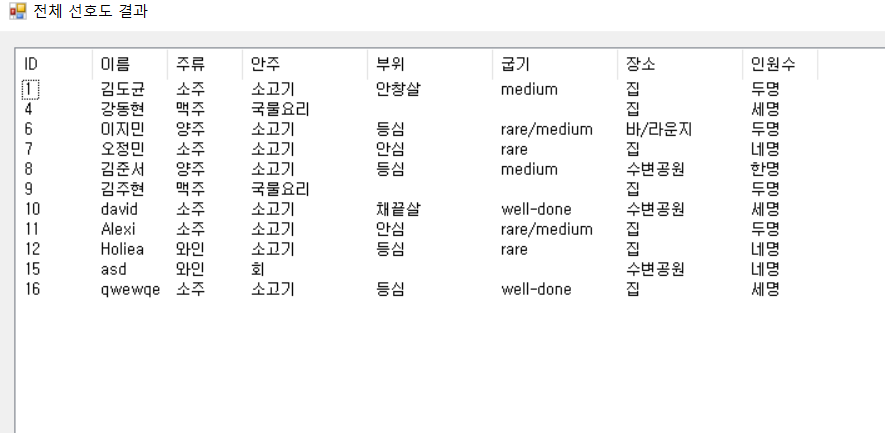 전체 선호도 결과
ID 이름 주류 안주 부위 굽기 장소 인원수
1 김도균 소주 소고기 안창살 medium 집 두명
4 강동현 맥주 국물요리 집 세명
6 이지민 양주 소고기 등심 rare/medium 바/라운지 두명
7 오정민 소주 소고기 안심 rare 집 네명
8 김준서 양주 소고기 등심 medium 수변공원 한명
9 김주현 맥주 국물요리 집 두명
10 david 소주 소고기 채끝살 well-done 수변공원 세명
11 Alexi 소주 소고기 안심 rare/medium 집 두명
12 Holiea 와인 소고기 등심 rare 집 네명
15 asd 와인 회 수변공원 네명
16 qwewqe 소주 소고기 등심 well-done 집 세명